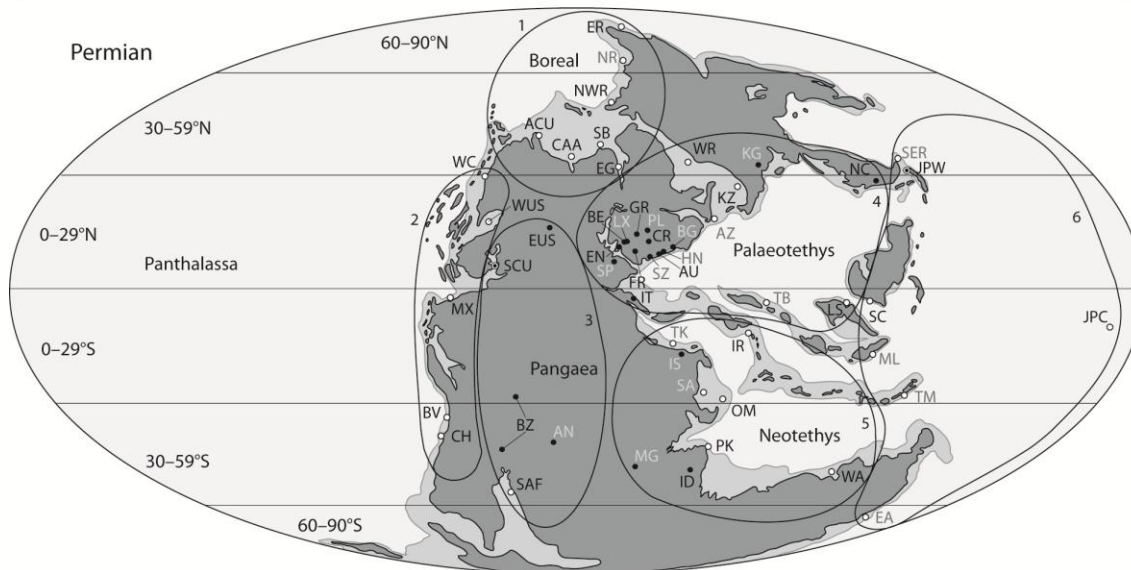 1
ER
Permian
60–90°N
Boreal
NR
NWR
30–59°N
ACU
SB
CAA
WC
EG
WR
KG
SER
JPW
NC
2
WUS
KZ
4
6
BE
GR
LX
PL
0–29°N
EUS
CR
BG
AZ
Panthalassa
SCU
EN
SP
HN
SZ
AU
Palaeotethys
FR
IT
MX
3
TB
LS
SC
JPC
TK
IR
0–29°S
Pangaea
IS
ML
SA
OM
TM
BV
BZ
CH
AN
5
Neotethys
PK
30–59°S
MG
ID
WA
SAF
EA
60–90°S